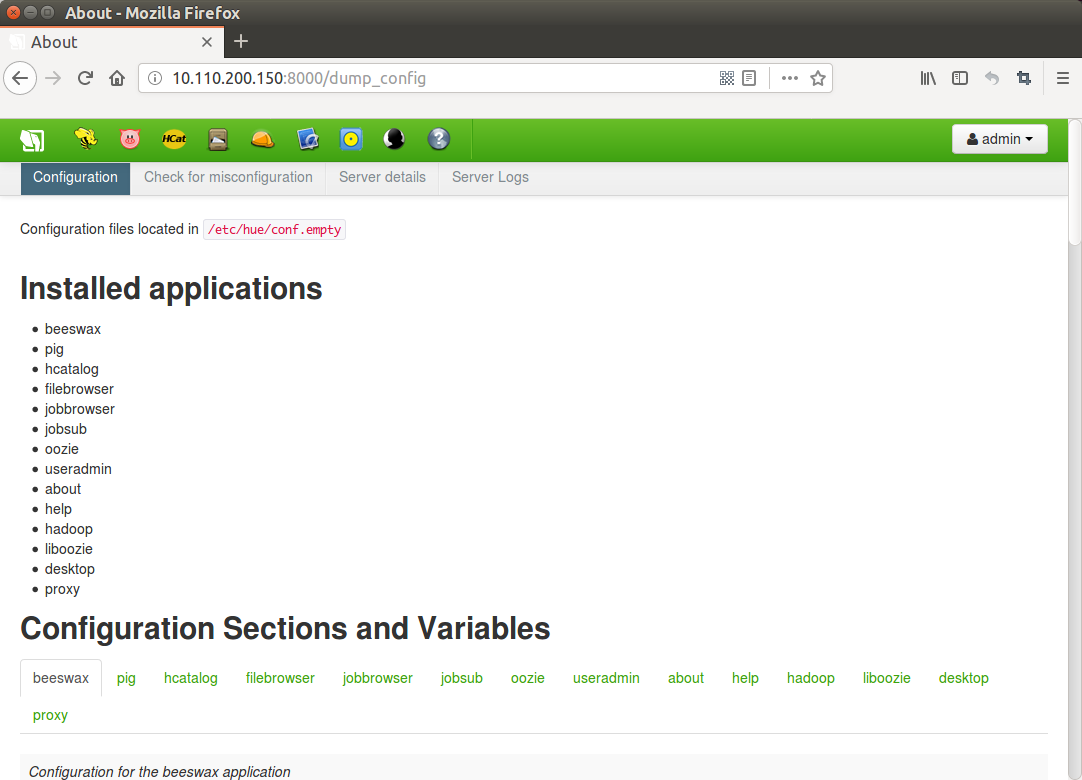 About - Mozilla Firefox
About
10.110.200.150:8000/dump_config
HCat
admin
Configuration Check for misconfiguration Server details Server Logs
Configuration files located in /etc/hue/conf.empty
Installed applications
beeswax
pig
hcatalog
filebrowser
jobbrowser
jobsub
oozie
useradmin
about
help
hadoop
liboozie
desktop
proxy
Configuration Sections and Variables
beeswax pig hcatalog filebrowser jobbrowser jobsub oozie useradmin about help hadoop liboozie desktop
proxy
Configuration for the beeswax application